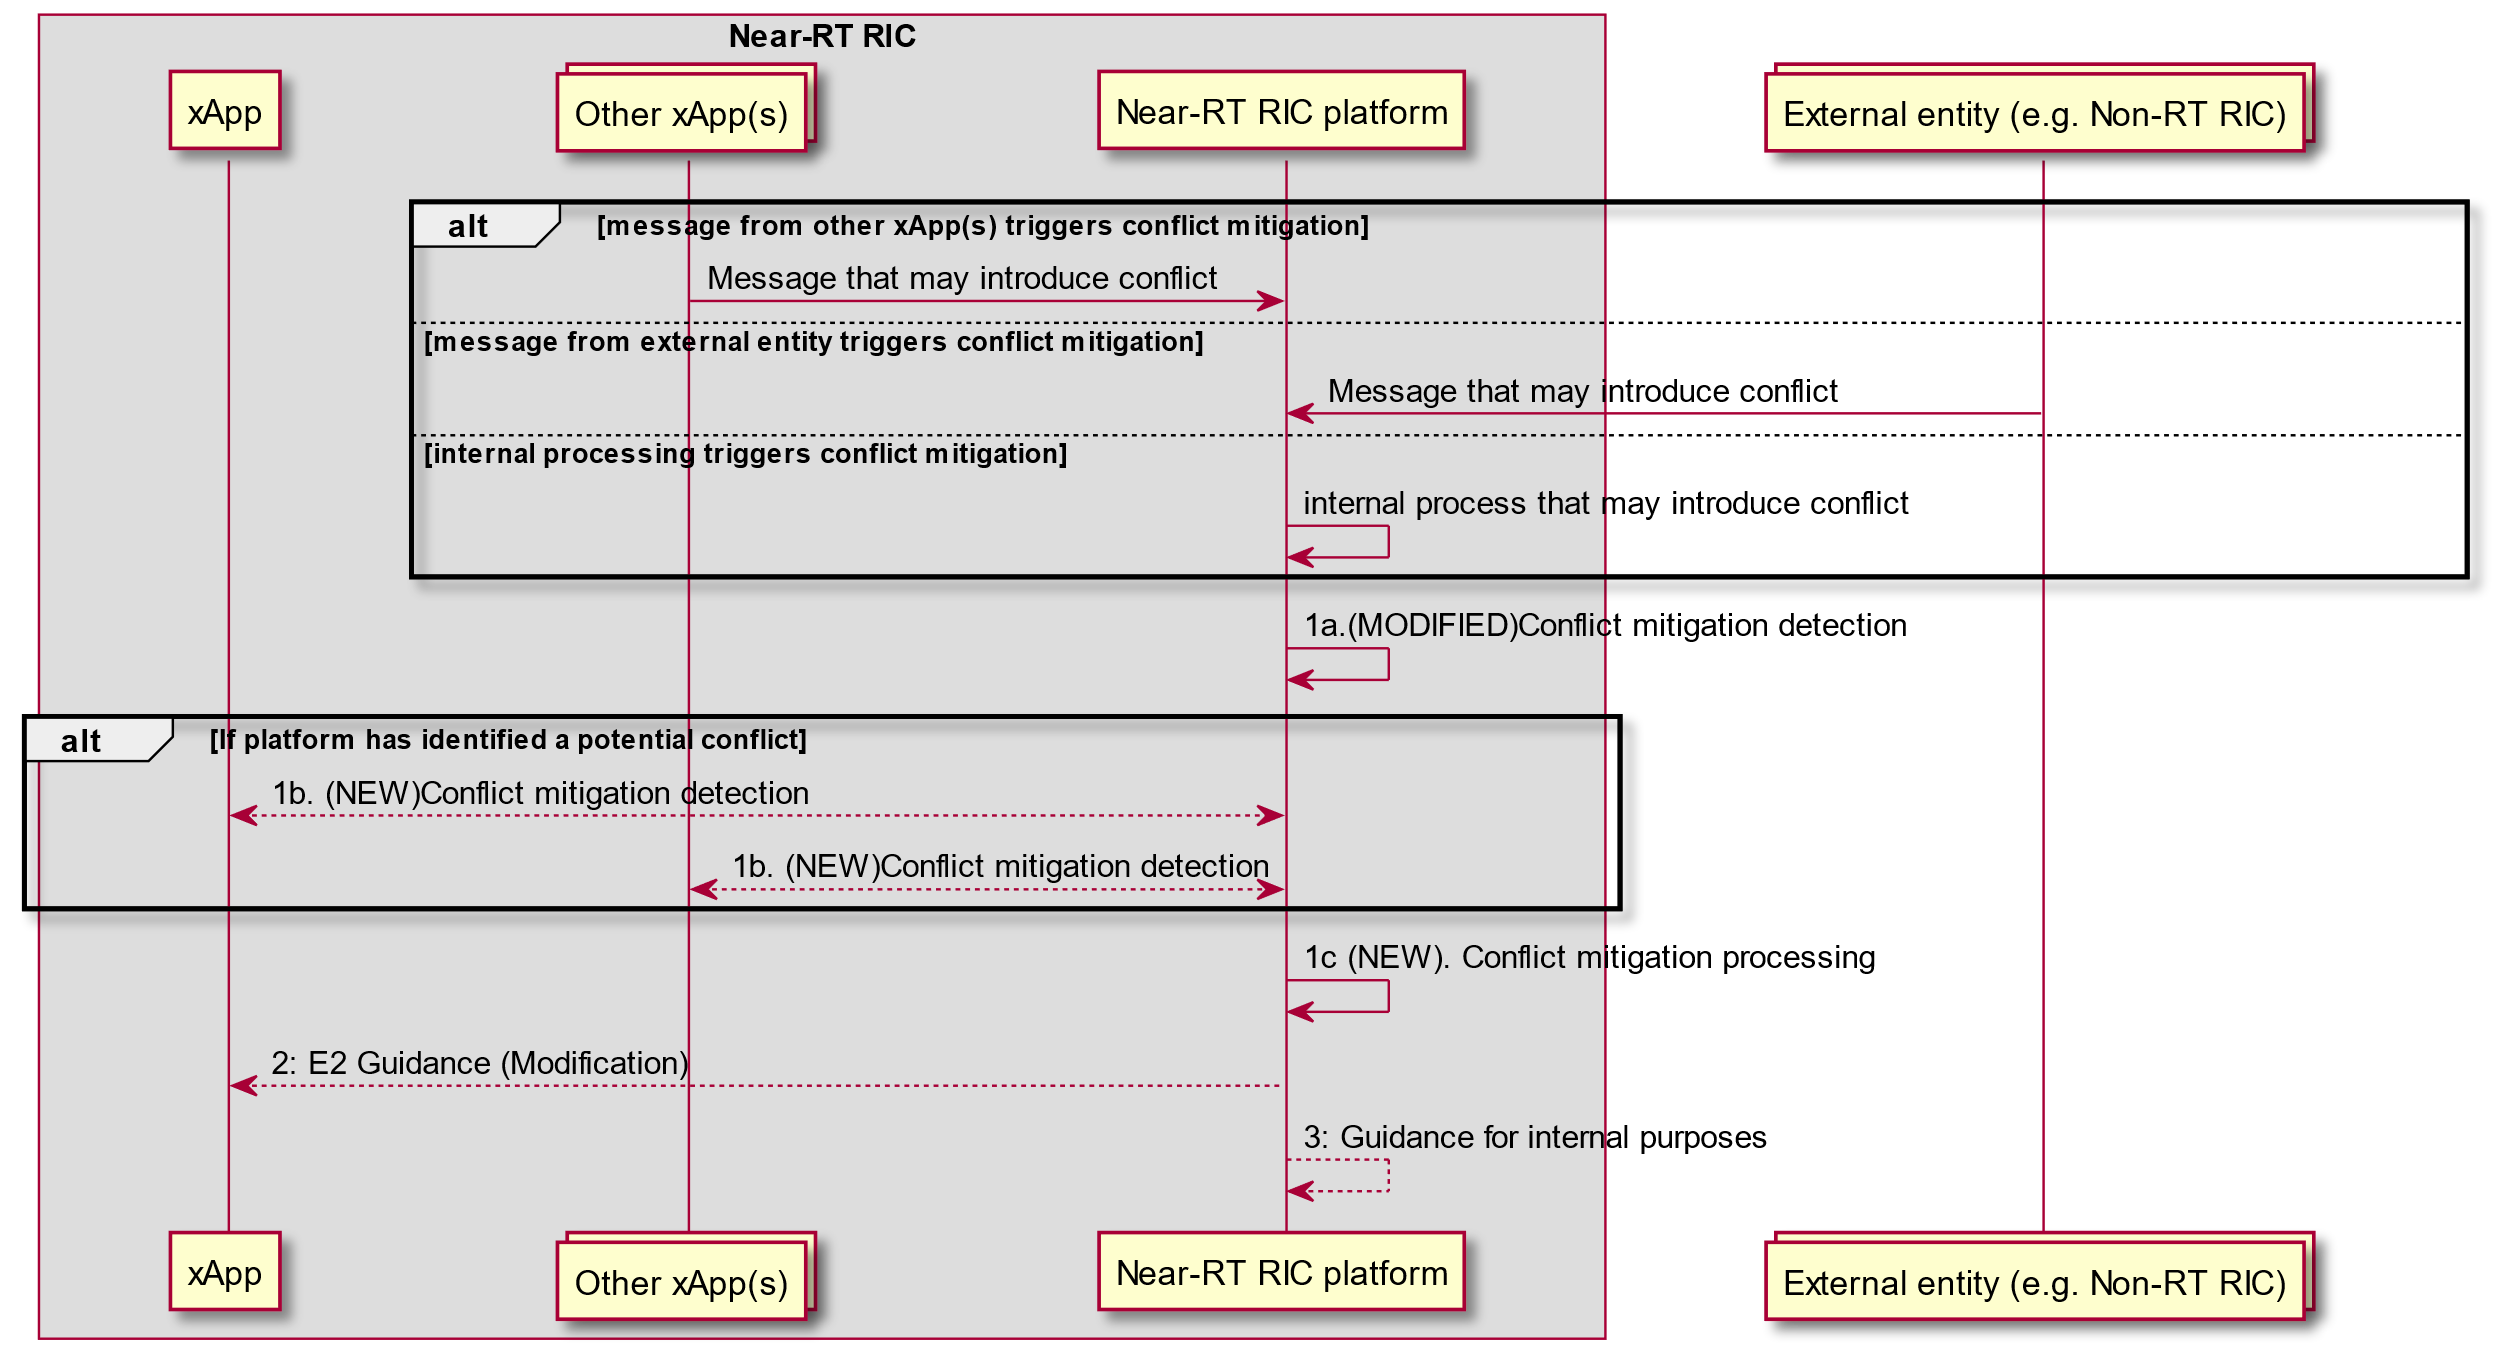 Near-RT RIC
xApp
Other xApp(s)
Near-RT RIC platform
External entity (e.g. Non-RT RIC)
alt
[message from other xApp(s) triggers conflict mitigation]
Message that may introduce conflict
[message from external entity triggers conflict mitigation]
Message that may introduce conflict
[internal processing triggers conflict mitigation]
internal process that may introduce conflict
1a.(MODIFIED)Conflict mitigation detection
alt
[If platform has identified a potential conflict]
1b. (NEW)Conflict mitigation detection
1b. (NEW)Conflict mitigation detection
1c (NEW). Conflict mitigation processing
2: E2 Guidance (Modification)
3: Guidance for internal purposes
xApp
Other xApp(s)
Near-RT RIC platform
External entity (e.g. Non-RT RIC)